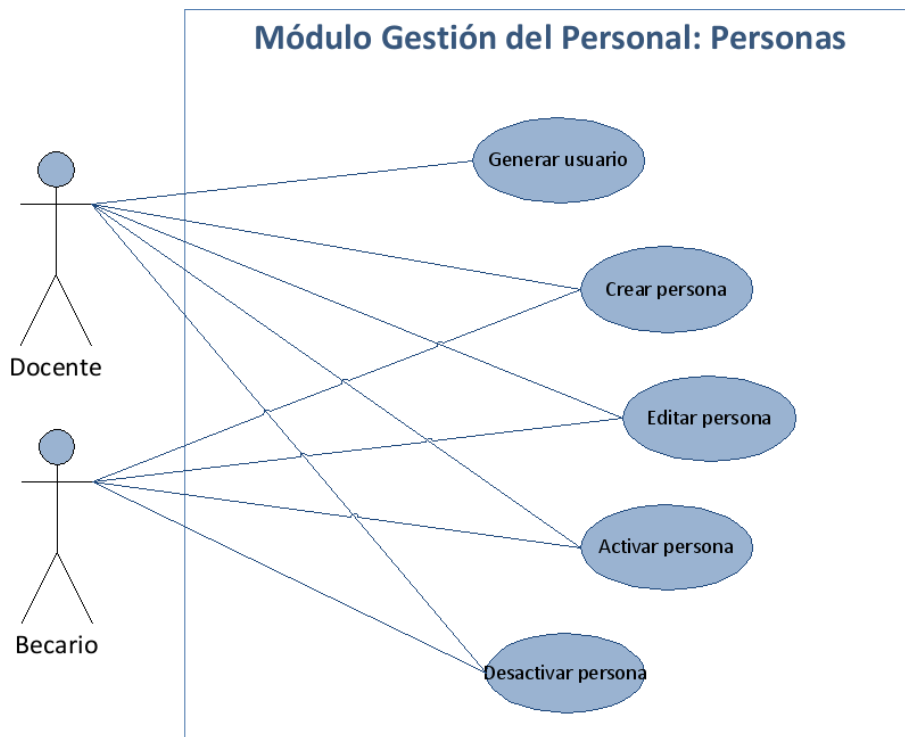 Módulo Gestión del Personal: Personas
Generar usuario
Crear persona
Docente
Editar persona
Activar persona
Becario
Desactivar persona